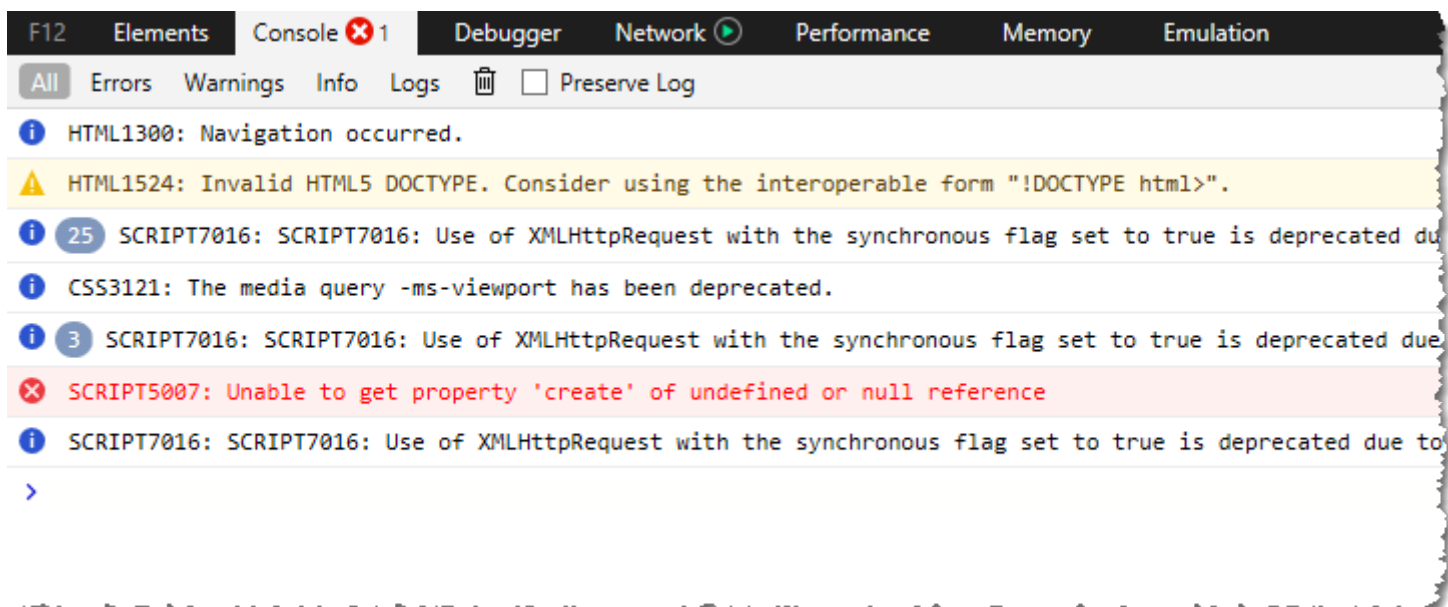 F12 Elements Console 1 Debugger Network Performance Memory Emulation
All Errors Warnings Info Logs Preserve Log
HTML1300: Navigation occurred.
HTML1524: Invalid HTML5 DOCTYPE. Consider using the interoperable form "!DOCTYPE html>".
25 SCRIPT7016: SCRIPT7016: Use of XMLHttpRequest with the synchronous flag set to true is deprecated du
CSS3121: The media query -ms-viewport has been deprecated.
3 SCRIPT7016: SCRIPT7016: Use of XMLHttpRequest with the synchronous flag set to true is deprecated due
SCRIPT5007: Unable to get property 'create' of undefined or null reference
SCRIPT7016: SCRIPT7016: Use of XMLHttpRequest with the synchronous flag set to true is deprecated due to